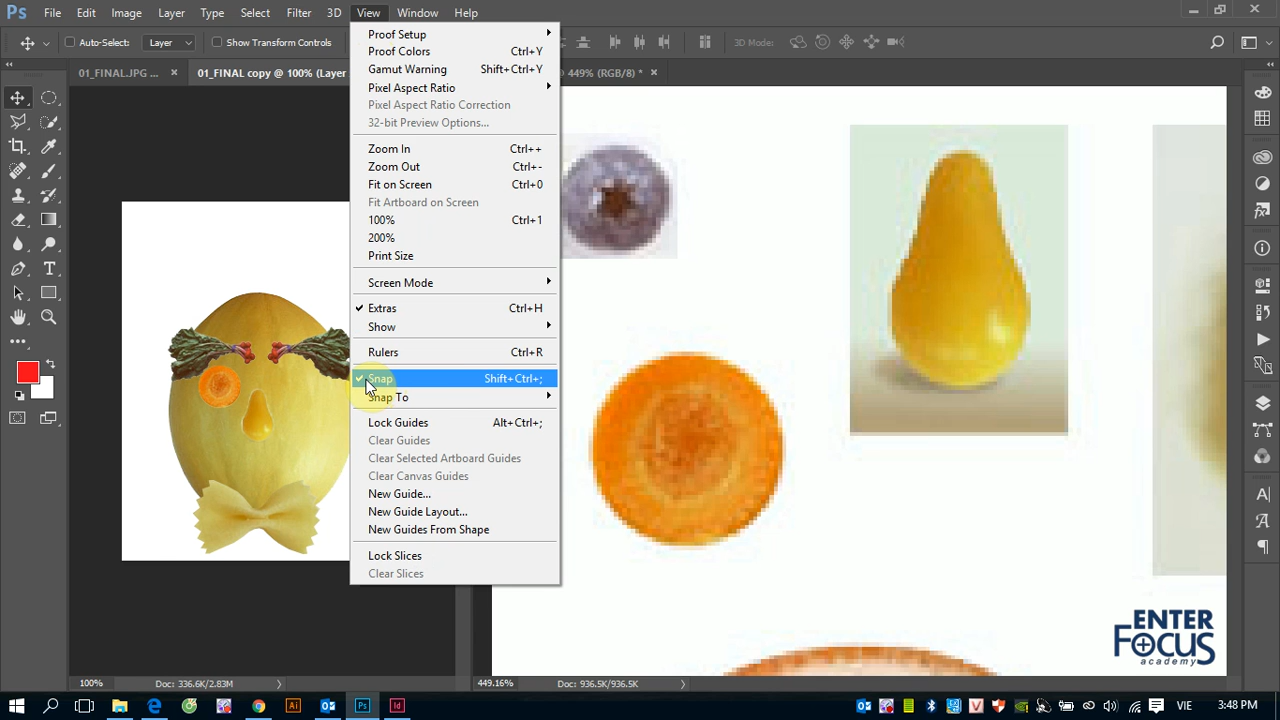 Ps File Edit Image Layer Type Select Filter 3D View Window Help
Auto-Select: Layer Show Transform Controls 3D Mode:
01_FINAL.JPG ... × 01_FINAL copy @ 100% (Layer @ 449% (RGB/8) * ×
Proof Setup
Proof Colors Ctrl+Y
Gamut Warning Shift+Ctrl+Y
Pixel Aspect Ratio
Pixel Aspect Ratio Correction
32-bit Preview Options...
Zoom In Ctrl++
Zoom Out Ctrl+-
Fit on Screen Ctrl+0
Fit Artboard on Screen
100% Ctrl+1
200%
Print Size
Screen Mode
Extras Ctrl+H
Show
Rulers Ctrl+R
Snap Shift+Ctrl+;
Snap To
Lock Guides Alt+Ctrl+;
Clear Guides
Clear Selected Artboard Guides
Clear Canvas Guides
New Guide...
New Guide Layout...
New Guides From Shape
Lock Slices
Clear Slices
ENTER
FOCUS
academy
100% Doc: 336.6K/2.83M 449.16% Doc: 936.5K/936.5K
Ai Ps Id VIE 3:48 PM